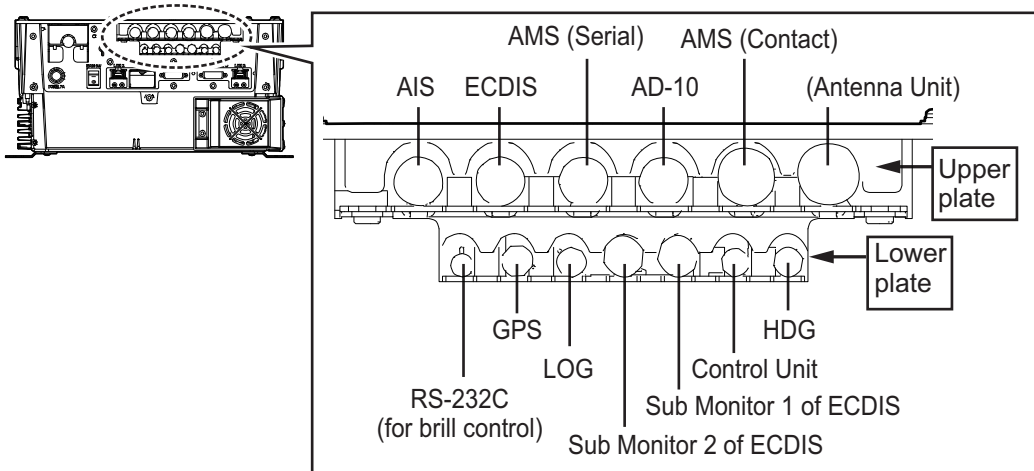 AMS (Serial)
AMS (Contact)
AIS
ECDIS
AD-10
(Antenna Unit)
Upper
plate
Lower
plate
GPS
HDG
LOG
Control Unit
RS-232C
(for brill control)
Sub Monitor 1 of ECDIS
Sub Monitor 2 of ECDIS